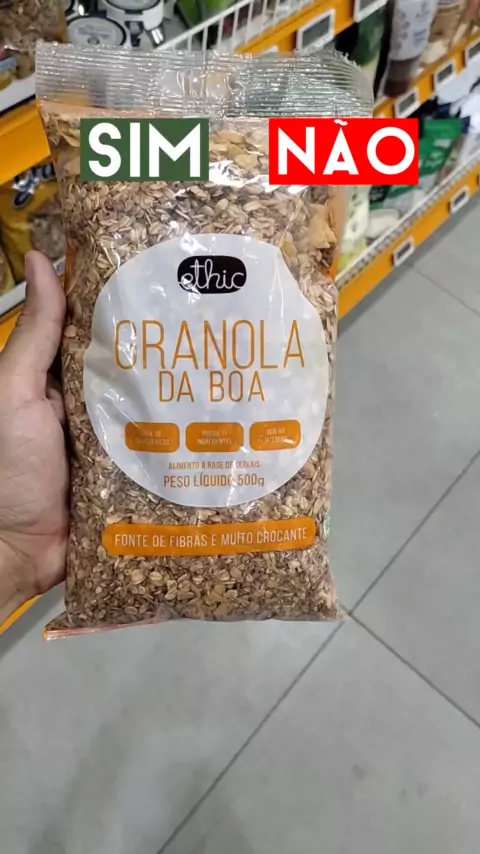 SIM NÃO
ethic
GRANOLA
DA BOA
ALIMENTO À BASE DE CEREAIS
PESO LÍQUIDO 500g
FONTE DE FIBRAS E MUITO CROCANTE